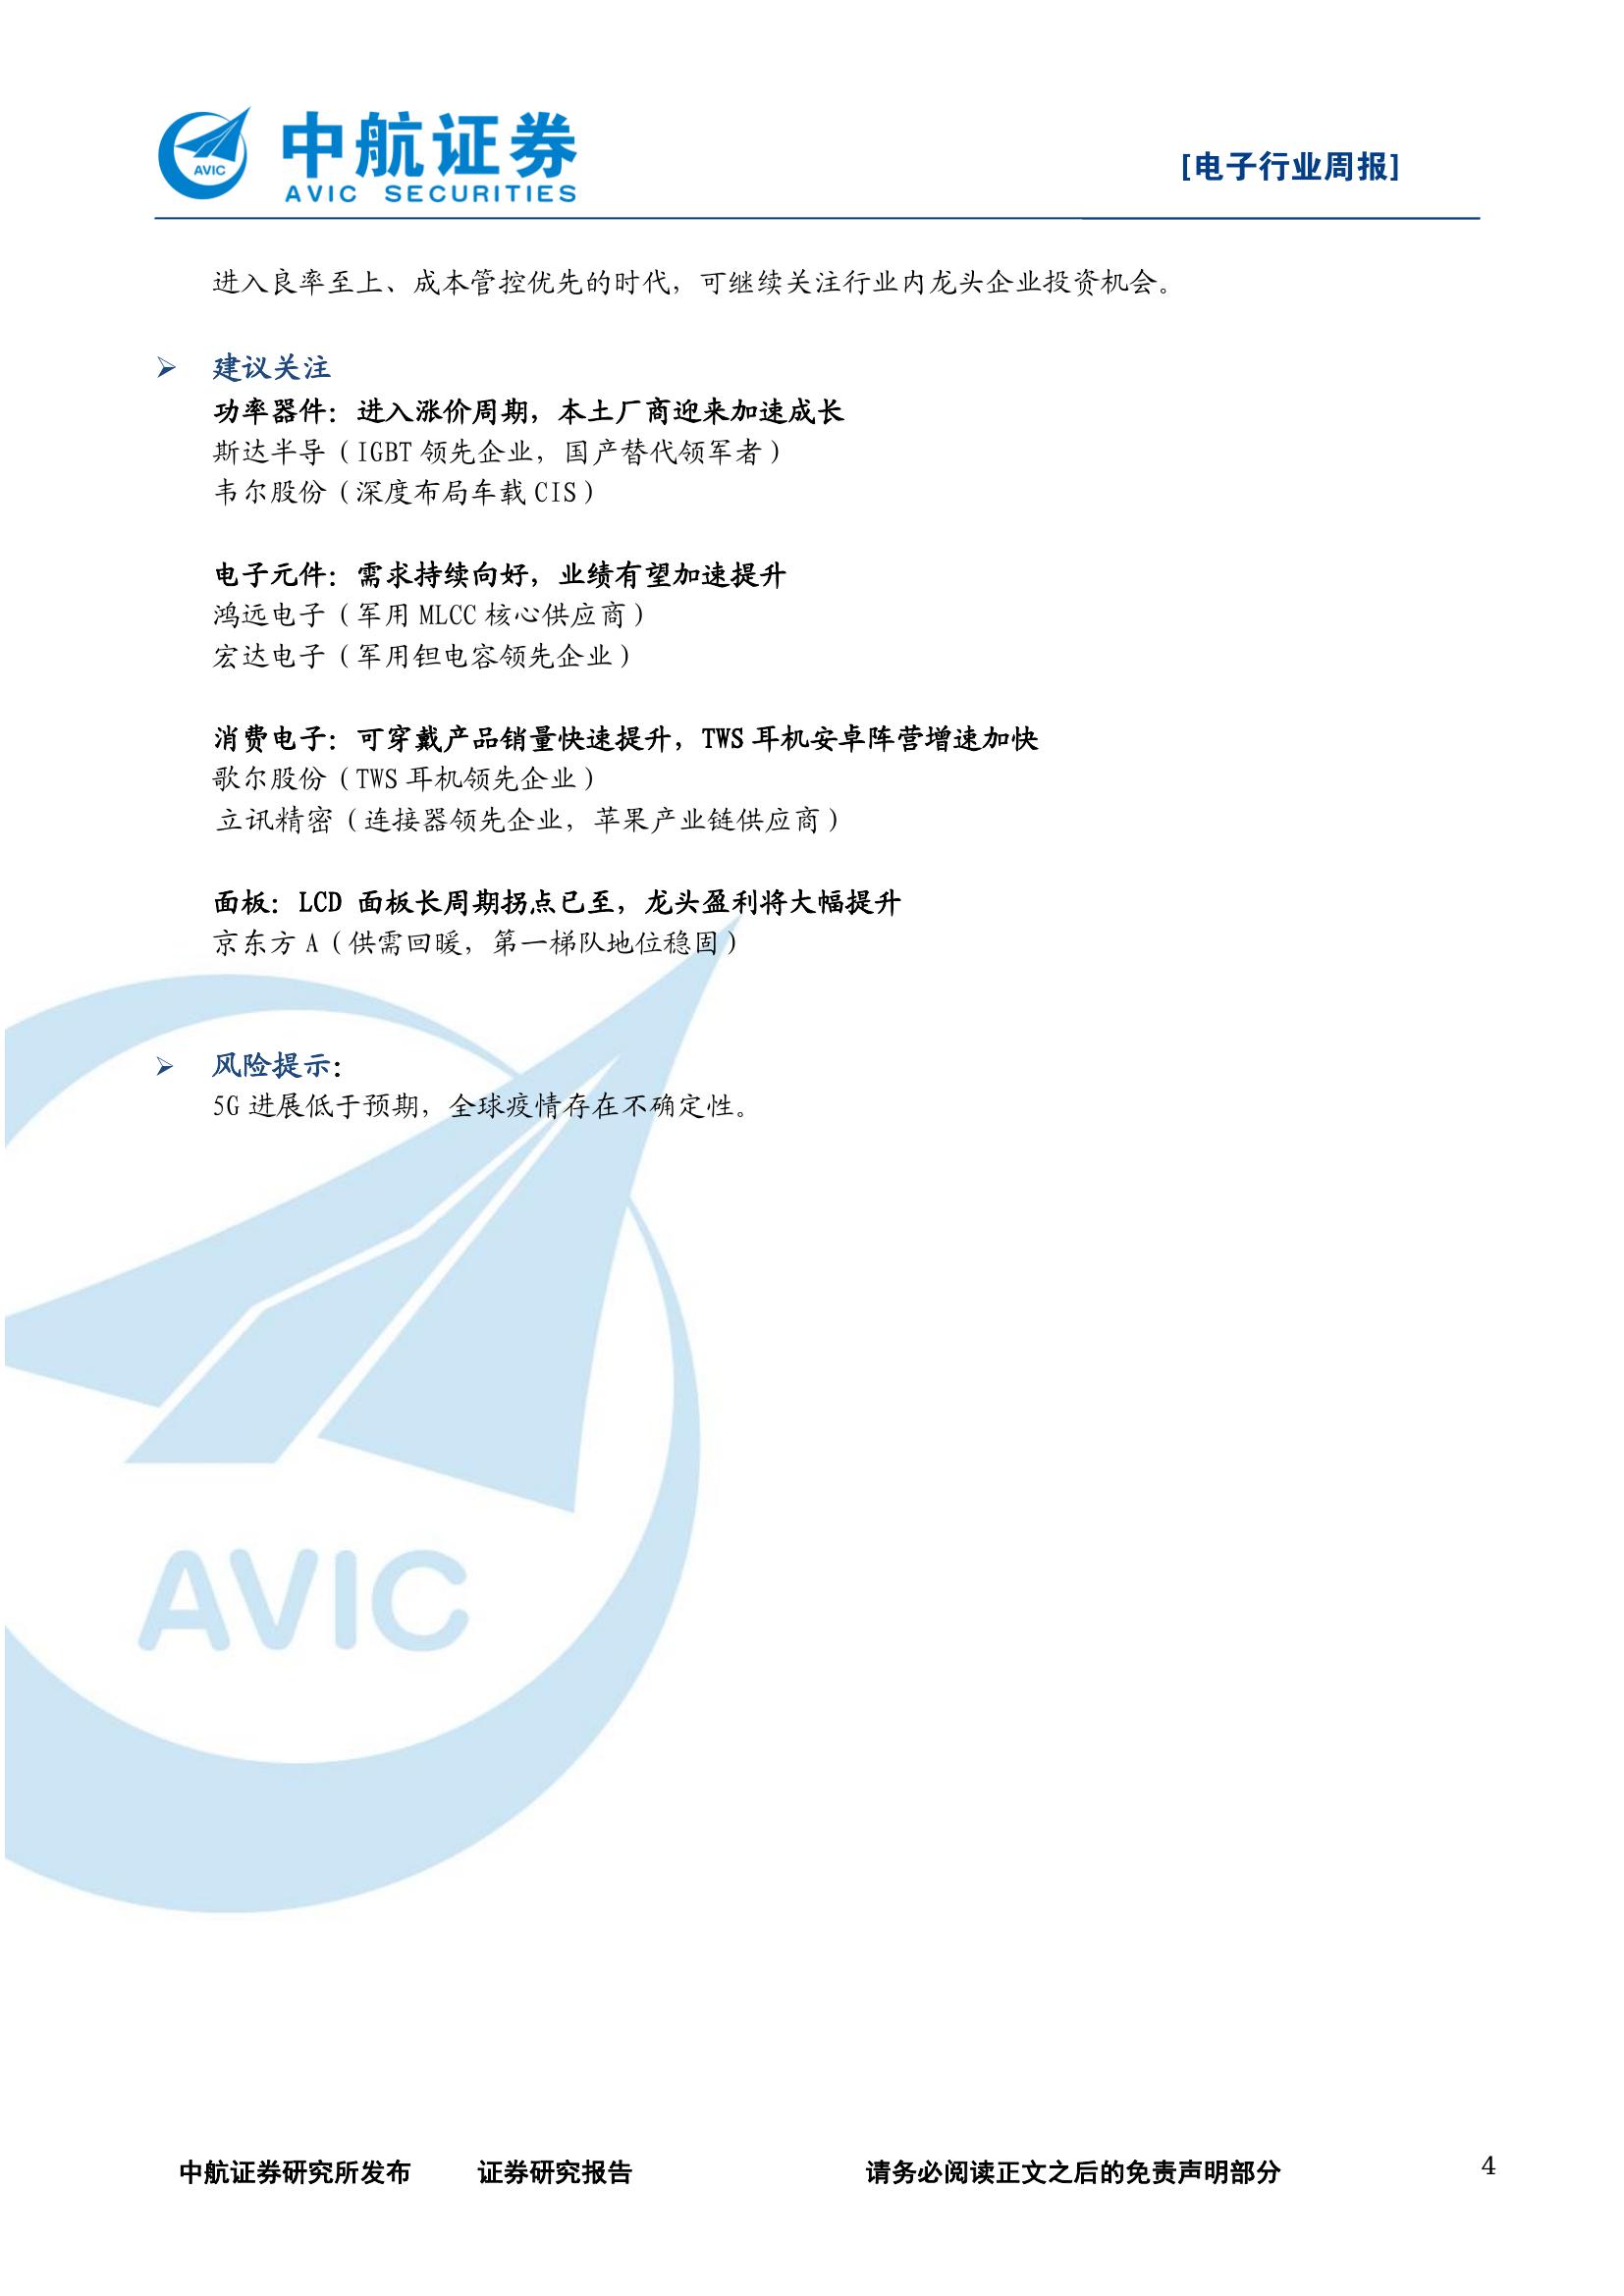 AVIC
中航证券
AVIC SECURITIES
[电子行业周报]
进入良率至上、成本管控优先的时代，可继续关注行业内龙头企业投资机会。
建议关注
功率器件：进入涨价周期，本土厂商迎来加速成长
斯达半导（IGBT 领先企业，国产替代领军者）
韦尔股份（深度布局车载 CIS）
电子元件：需求持续向好，业绩有望加速提升
鸿远电子（军用 MLCC 核心供应商）
宏达电子（军用钽电容领先企业）
消费电子：可穿戴产品销量快速提升，TWS 耳机安卓阵营增速加快
歌尔股份（TWS 耳机领先企业）
立讯精密（连接器领先企业，苹果产业链供应商）
面板：LCD 面板长周期拐点已至，龙头盈利将大幅提升
京东方 A（供需回暖，第一梯队地位稳固）
风险提示：
5G 进展低于预期，全球疫情存在不确定性。
AVIC
中航证券研究所发布 证券研究报告 请务必阅读正文之后的免责声明部分 4